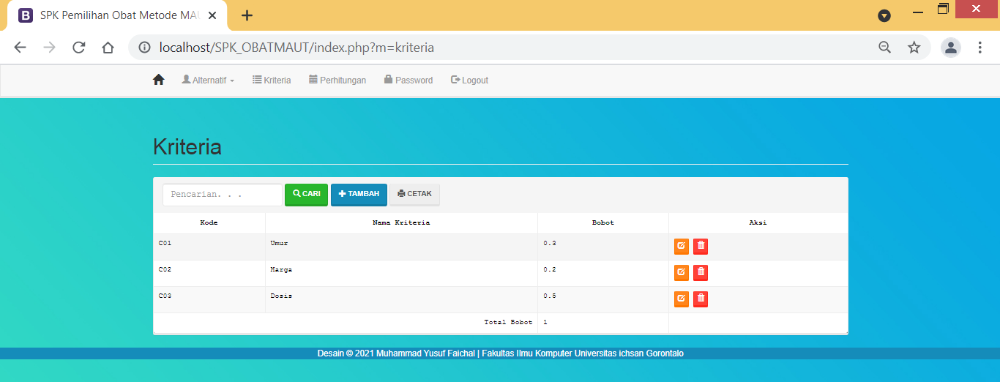 B SPK Pemilihan Obat Metode MAU
localhost/SPK_OBATMAUT/index.php?m=kriteria
Alternatif Kriteria Perhitungan Password Logout
Kriteria
Pencarian. . . CARI TAMBAH CETAK
Kode Nama Kriteria Bobot Aksi
C01 Umur 0.3
C02 Harga 0.2
C03 Dosis 0.5
Total Bobot 1
Desain © 2021 Muhammad Yusuf Faichal | Fakultas Ilmu Komputer Universitas ichsan Gorontalo